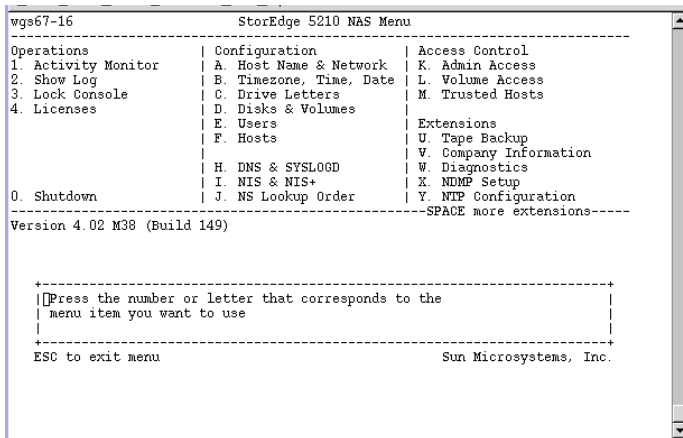 wgs67-16 StorEdge 5210 NAS Menu
Operations | Configuration | Access Control
1. Activity Monitor | A. Host Name & Network | K. Admin Access
2. Show Log | B. Timezone, Time, Date | L. Volume Access
3. Lock Console | C. Drive Letters | M. Trusted Hosts
4. Licenses | D. Disks & Volumes |
| E. Users | Extensions
| F. Hosts | U. Tape Backup
| | V. Company Information
| H. DNS & SYSLOGD | W. Diagnostics
| I. NIS & NIS+ | X. NDMP Setup
0. Shutdown | J. NS Lookup Order | Y. NTP Configuration
SPACE more extensions
Version 4.02 M38 (Build 149)
Press the number or letter that corresponds to the
menu item you want to use
ESC to exit menu Sun Microsystems, Inc.